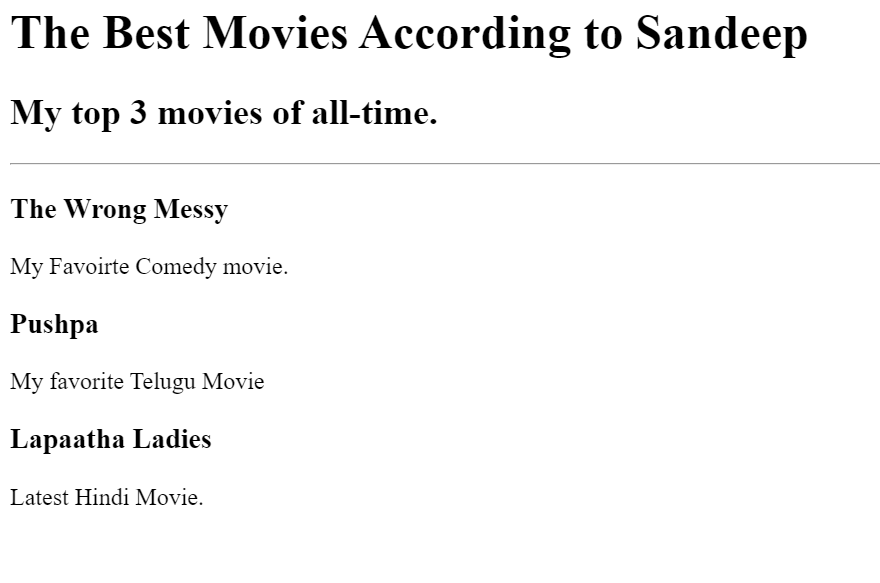 The Best Movies According to Sandeep
My top 3 movies of all-time.
The Wrong Messy
My Favoirte Comedy movie.
Pushpa
My favorite Telugu Movie
Lapaatha Ladies
Latest Hindi Movie.